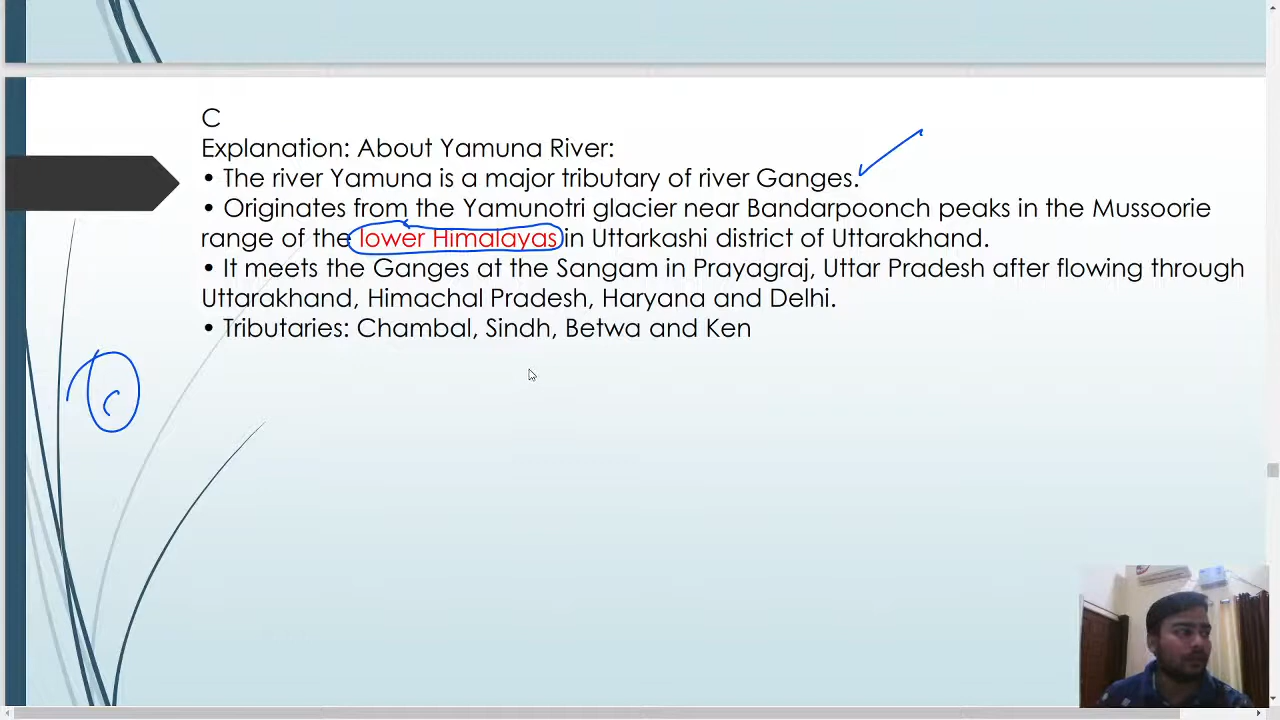 C
Explanation: About Yamuna River:
• The river Yamuna is a major tributary of river Ganges.
• Originates from the Yamunotri glacier near Bandarpoonch peaks in the Mussoorie
range of the lower Himalayas in Uttarkashi district of Uttarakhand.
• It meets the Ganges at the Sangam in Prayagraj, Uttar Pradesh after flowing through
Uttarakhand, Himachal Pradesh, Haryana and Delhi.
• Tributaries: Chambal, Sindh, Betwa and Ken
C